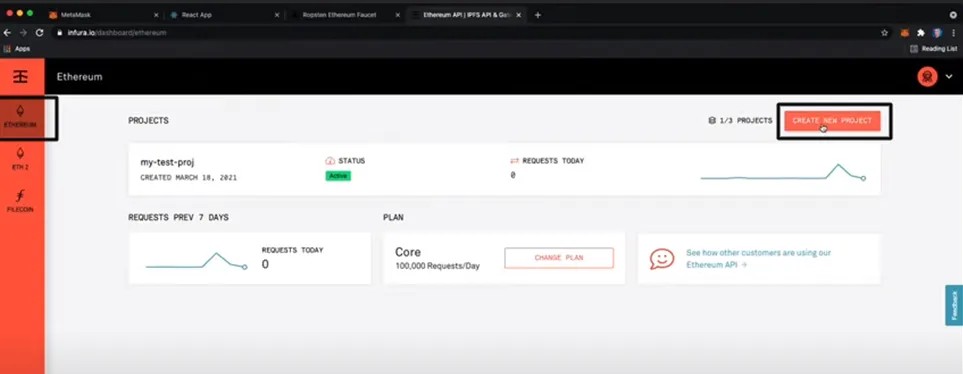 MetaMask
React App
Ropsten Ethereum Faucet
Ethereum API | IPFS API & Gat
infura.io/dashboard/ethereum
Apps
Reading List
Ethereum
ETHEREUM
ETH 2
FILECOIN
PROJECTS
1/3 PROJECTS
CREATE NEW PROJECT
my-test-proj
CREATED MARCH 18, 2021
STATUS
Active
REQUESTS TODAY
0
REQUESTS PREV 7 DAYS
REQUESTS TODAY
0
PLAN
Core
100,000 Requests/Day
CHANGE PLAN
See how other customers are using our
Ethereum API →
Feedback